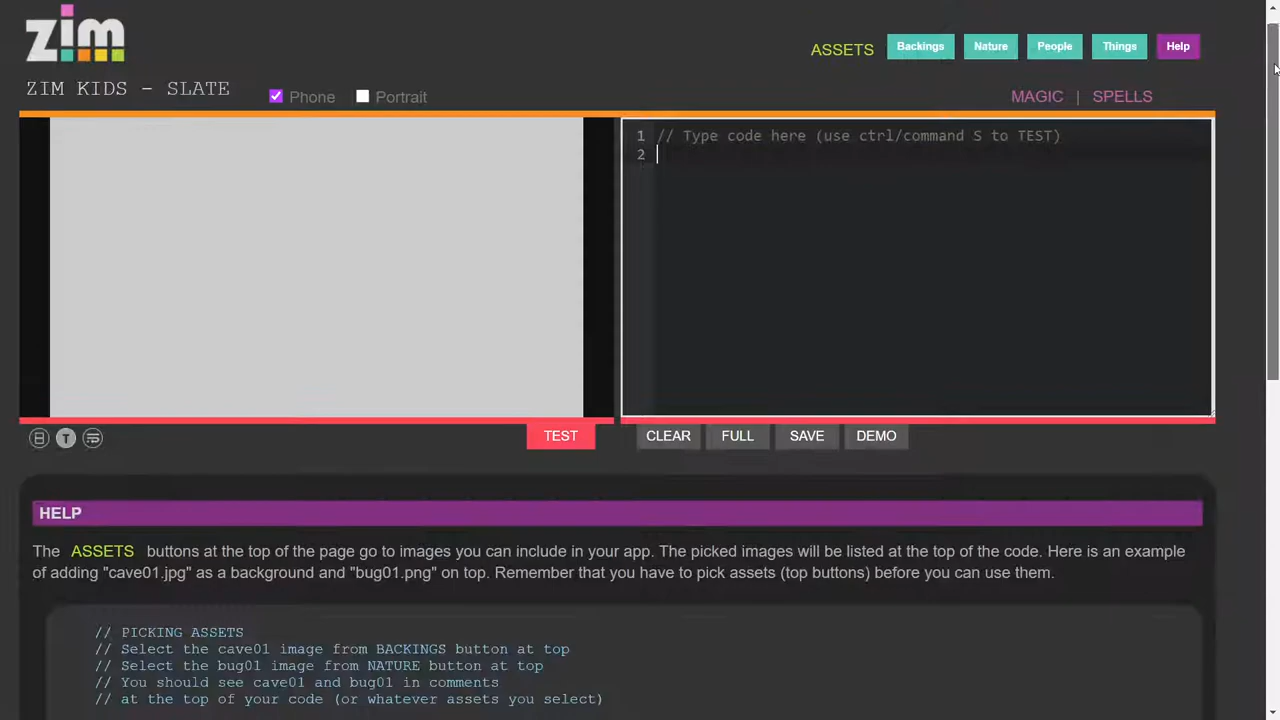 zim
ASSETS Backings Nature People Things Help
ZIM KIDS - SLATE
Phone Portrait
MAGIC | SPELLS
1 // Type code here (use ctrl/command S to TEST)
2
T
TEST
CLEAR FULL SAVE DEMO
HELP
The ASSETS buttons at the top of the page go to images you can include in your app. The picked images will be listed at the top of the code. Here is an example
of adding "cave01.jpg" as a background and "bug01.png" on top. Remember that you have to pick assets (top buttons) before you can use them.
// PICKING ASSETS
// Select the cave01 image from BACKINGS button at top
// Select the bug01 image from NATURE button at top
// You should see cave01 and bug01 in comments
// at the top of your code (or whatever assets you select)